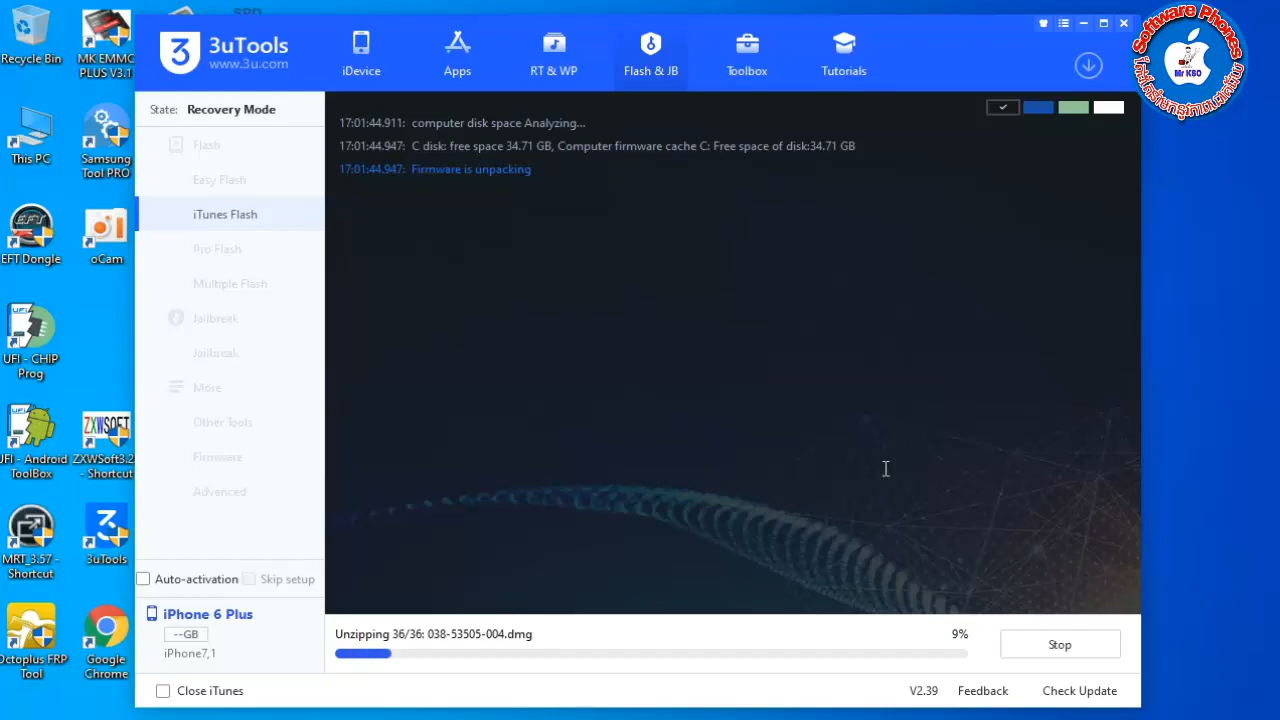 Recycle Bin
MK EMMC
PLUS V3.1
This PC
Samsung
Tool PRO
EFT
EFT Dongle
oCam
UFI
UFI - CHIP
Prog
UFI
UFI - Android
ToolBox
ZXWSOFT
ZXWSoft3.2
- Shortcut
MRT_3.57 -
Shortcut
3uTools
Octoplus FRP
Tool
Google
Chrome
3
3uTools
www.3u.com
iDevice
Apps
RT & WP
Flash & JB
Toolbox
Tutorials
Software Phones
Mr KSO
State: Recovery Mode
Flash
Easy Flash
iTunes Flash
Pro Flash
Multiple Flash
Jailbreak
Jailbreak
More
Other Tools
Firmware
Advanced
Auto-activation Skip setup
iPhone 6 Plus
--GB
iPhone7,1
17:01:44.911: computer disk space Analyzing...
17:01:44.947: C disk: free space 34.71 GB, Computer firmware cache C: Free space of disk:34.71 GB
17:01:44.947: Firmware is unpacking
Unzipping 36/36: 038-53505-004.dmg 9%
Stop
Close iTunes
V2.39 Feedback Check Update